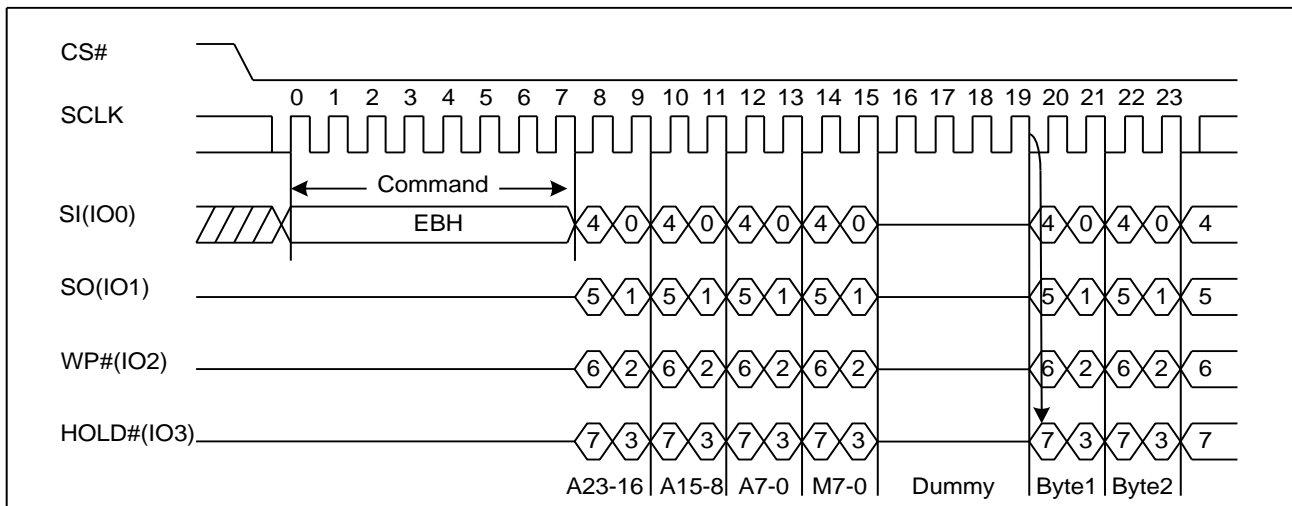 CS#
0 1 2 3 4 5 6 7 8 9 10 11 12 13 14 15 16 17 18 19 20 21 22 23
SCLK
Command
SI(IO0) EBH 4 0 4 0 4 0 4 0 4 0 4 0 4
SO(IO1) 5 1 5 1 5 1 5 1 5 1 5 1 5
WP#(IO2) 6 2 6 2 6 2 6 2 6 2 6 2 6
HOLD#(IO3) 7 3 7 3 7 3 7 3 7 3 7 3 7
A23-16 A15-8 A7-0 M7-0 Dummy Byte1 Byte2